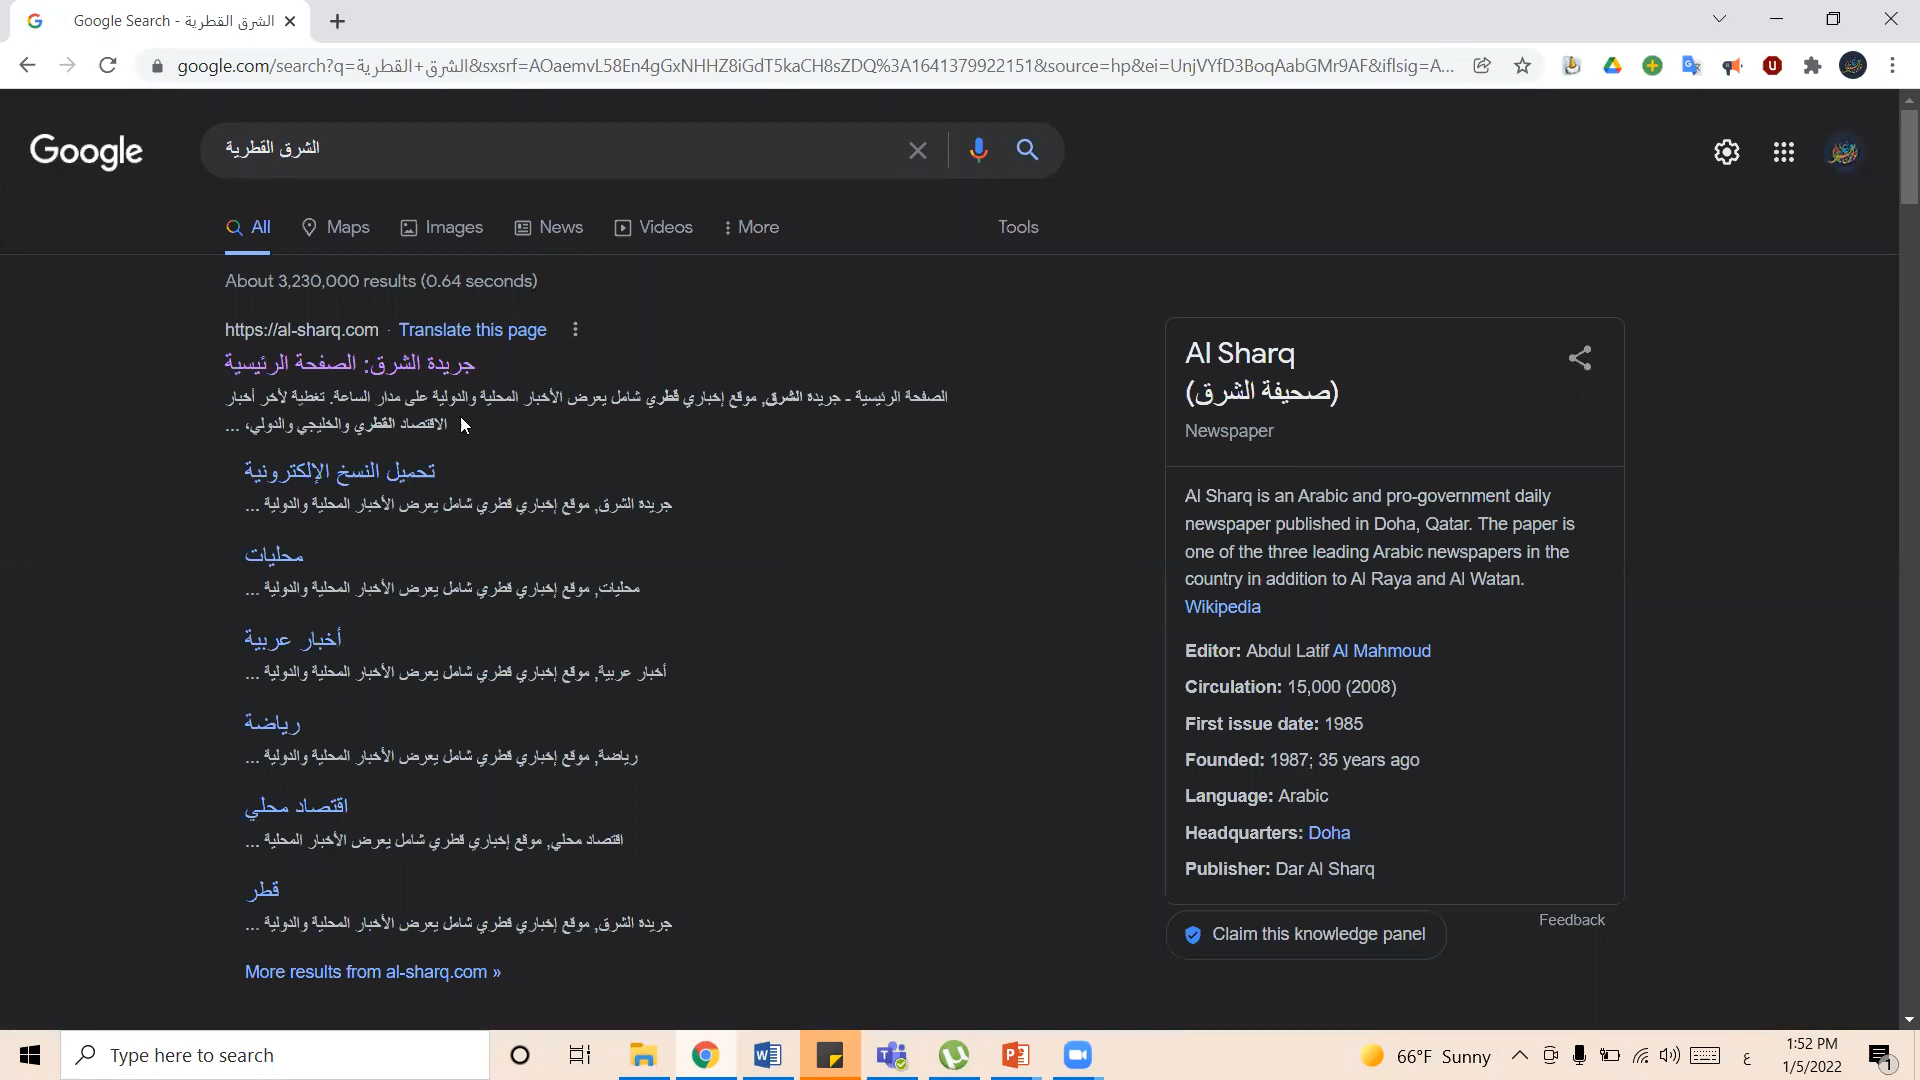 Google Search - الشرق القطرية
google.com/search?q=الشرق+القطرية&sxsrf=AOaemvL58En4gGxNHHZ8iGdT5kaCH8sZDQ%3A1641379922151&source=hp&ei=UnjVYfD3BoqAabGMr9AF&iflsig=A...
Google
الشرق القطرية
All Maps Images News Videos More Tools
About 3,230,000 results (0.64 seconds)
https://al-sharq.com · Translate this page
جريدة الشرق: الصفحة الرئيسية
الصفحة الرئيسية - جريدة الشرق, موقع إخباري قطري شامل يعرض الأخبار المحلية والدولية على مدار الساعة. تغطية لأخر أخبار
الاقتصاد القطري والخليجي والدولي، ...
تحميل النسخ الإلكترونية
جريدة الشرق, موقع إخباري قطري شامل يعرض الأخبار المحلية والدولية ...
محليات
محليات, موقع إخباري قطري شامل يعرض الأخبار المحلية والدولية ...
أخبار عربية
أخبار عربية, موقع إخباري قطري شامل يعرض الأخبار المحلية والدولية ...
رياضة
رياضة, موقع إخباري قطري شامل يعرض الأخبار المحلية والدولية ...
اقتصاد محلي
اقتصاد محلي, موقع إخباري قطري شامل يعرض الأخبار المحلية ...
قطر
جريدة الشرق, موقع إخباري قطري شامل يعرض الأخبار المحلية والدولية ...
More results from al-sharq.com »
Al Sharq
(صحيفة الشرق)
Newspaper
Al Sharq is an Arabic and pro-government daily
newspaper published in Doha, Qatar. The paper is
one of the three leading Arabic newspapers in the
country in addition to Al Raya and Al Watan.
Wikipedia
Editor: Abdul Latif Al Mahmoud
Circulation: 15,000 (2008)
First issue date: 1985
Founded: 1987; 35 years ago
Language: Arabic
Headquarters: Doha
Publisher: Dar Al Sharq
Feedback
Claim this knowledge panel
Type here to search
66°F Sunny
ع
1:52 PM
1/5/2022
1